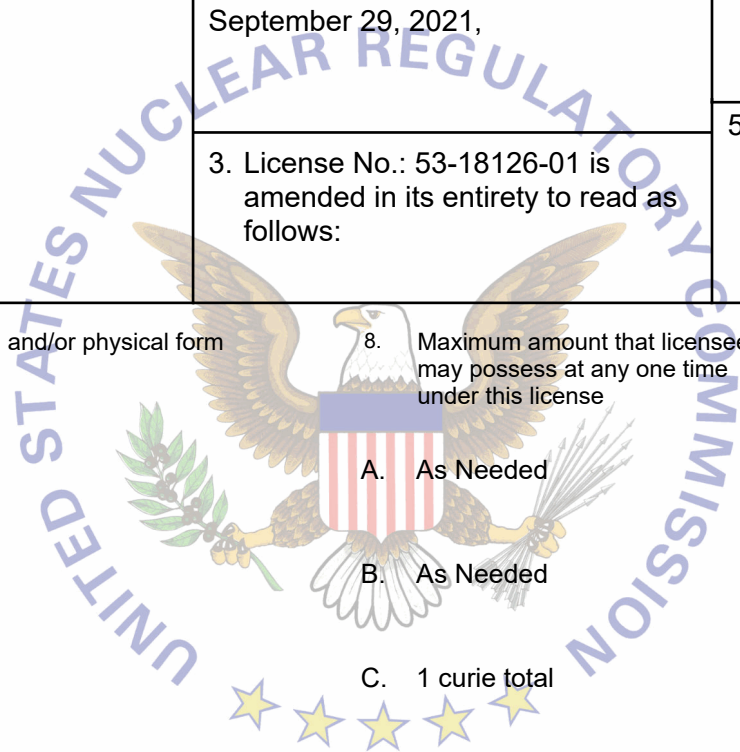 September 29, 2021,
5
3. License No.: 53-18126-01 is
amended in its entirety to read as
follows:
and/or physical form
8. Maximum amount that licensee
may possess at any one time
under this license
A. As Needed
B. As Needed
C. 1 curie total
UNITED STATES NUCLEAR REGULATORY COMMISSION